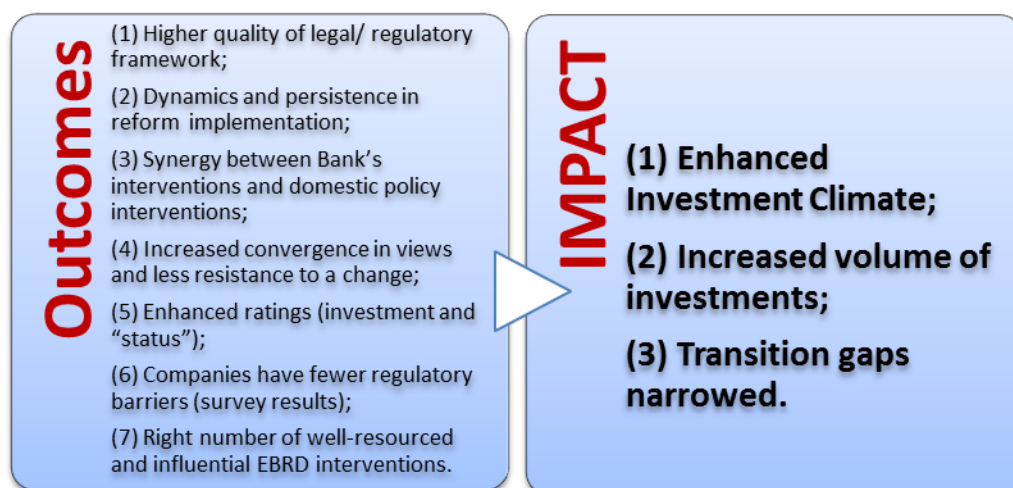 Outcomes
(1) Higher quality of legal/ regulatory
framework;
(2) Dynamics and persistence in
reform implementation;
(3) Synergy between Bank's
interventions and domestic policy
interventions;
(4) Increased convergence in views
and less resistance to a change;
(5) Enhanced ratings (investment and
“status”);
(6) Companies have fewer regulatory
barriers (survey results);
(7) Right number of well-resourced
and influential EBRD interventions.
IMPACT
(1) Enhanced
Investment Climate;
(2) Increased volume of
investments;
(3) Transition gaps
narrowed.